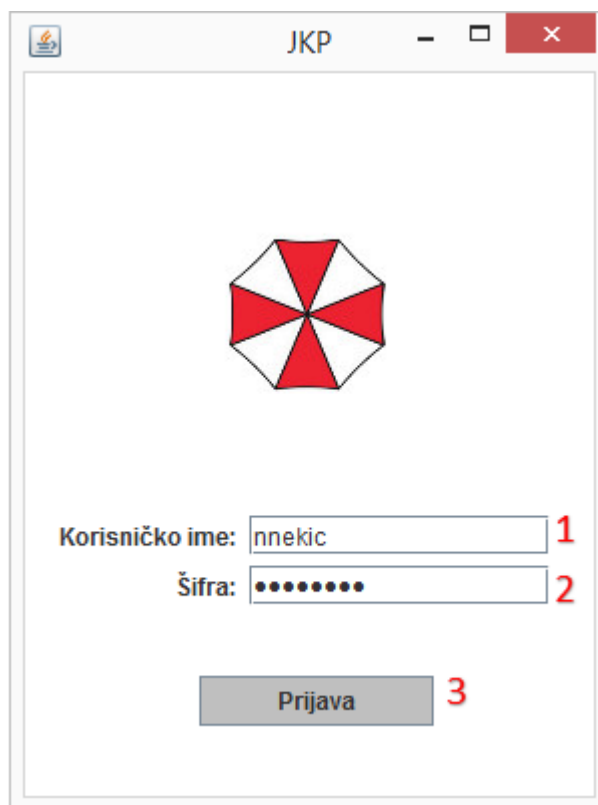 JKP
Korisničko ime: nnekic 1
Šifra: •••••••• 2
Prijava 3